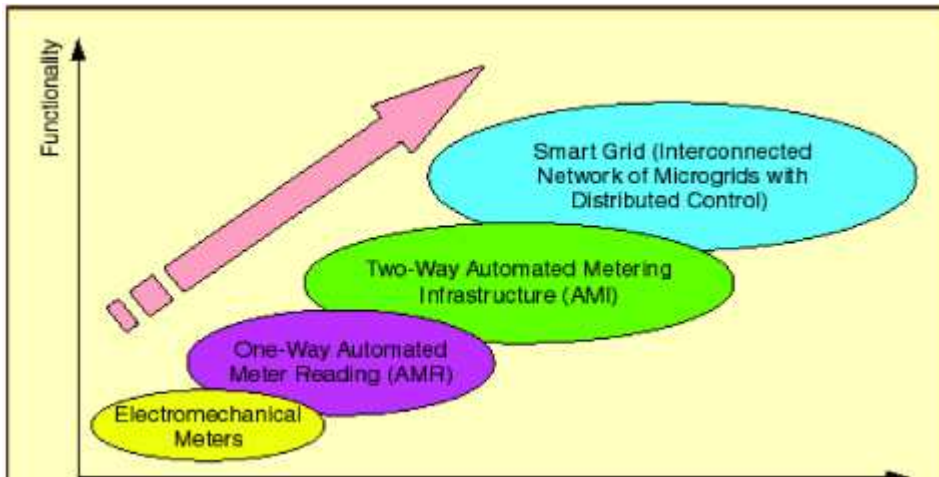 Functionality
Smart Grid (Interconnected
Network of Microgrids with
Distributed Control)
Two-Way Automated Metering
Infrastructure (AMI)
One-Way Automated
Meter Reading (AMR)
Electromechanical
Meters